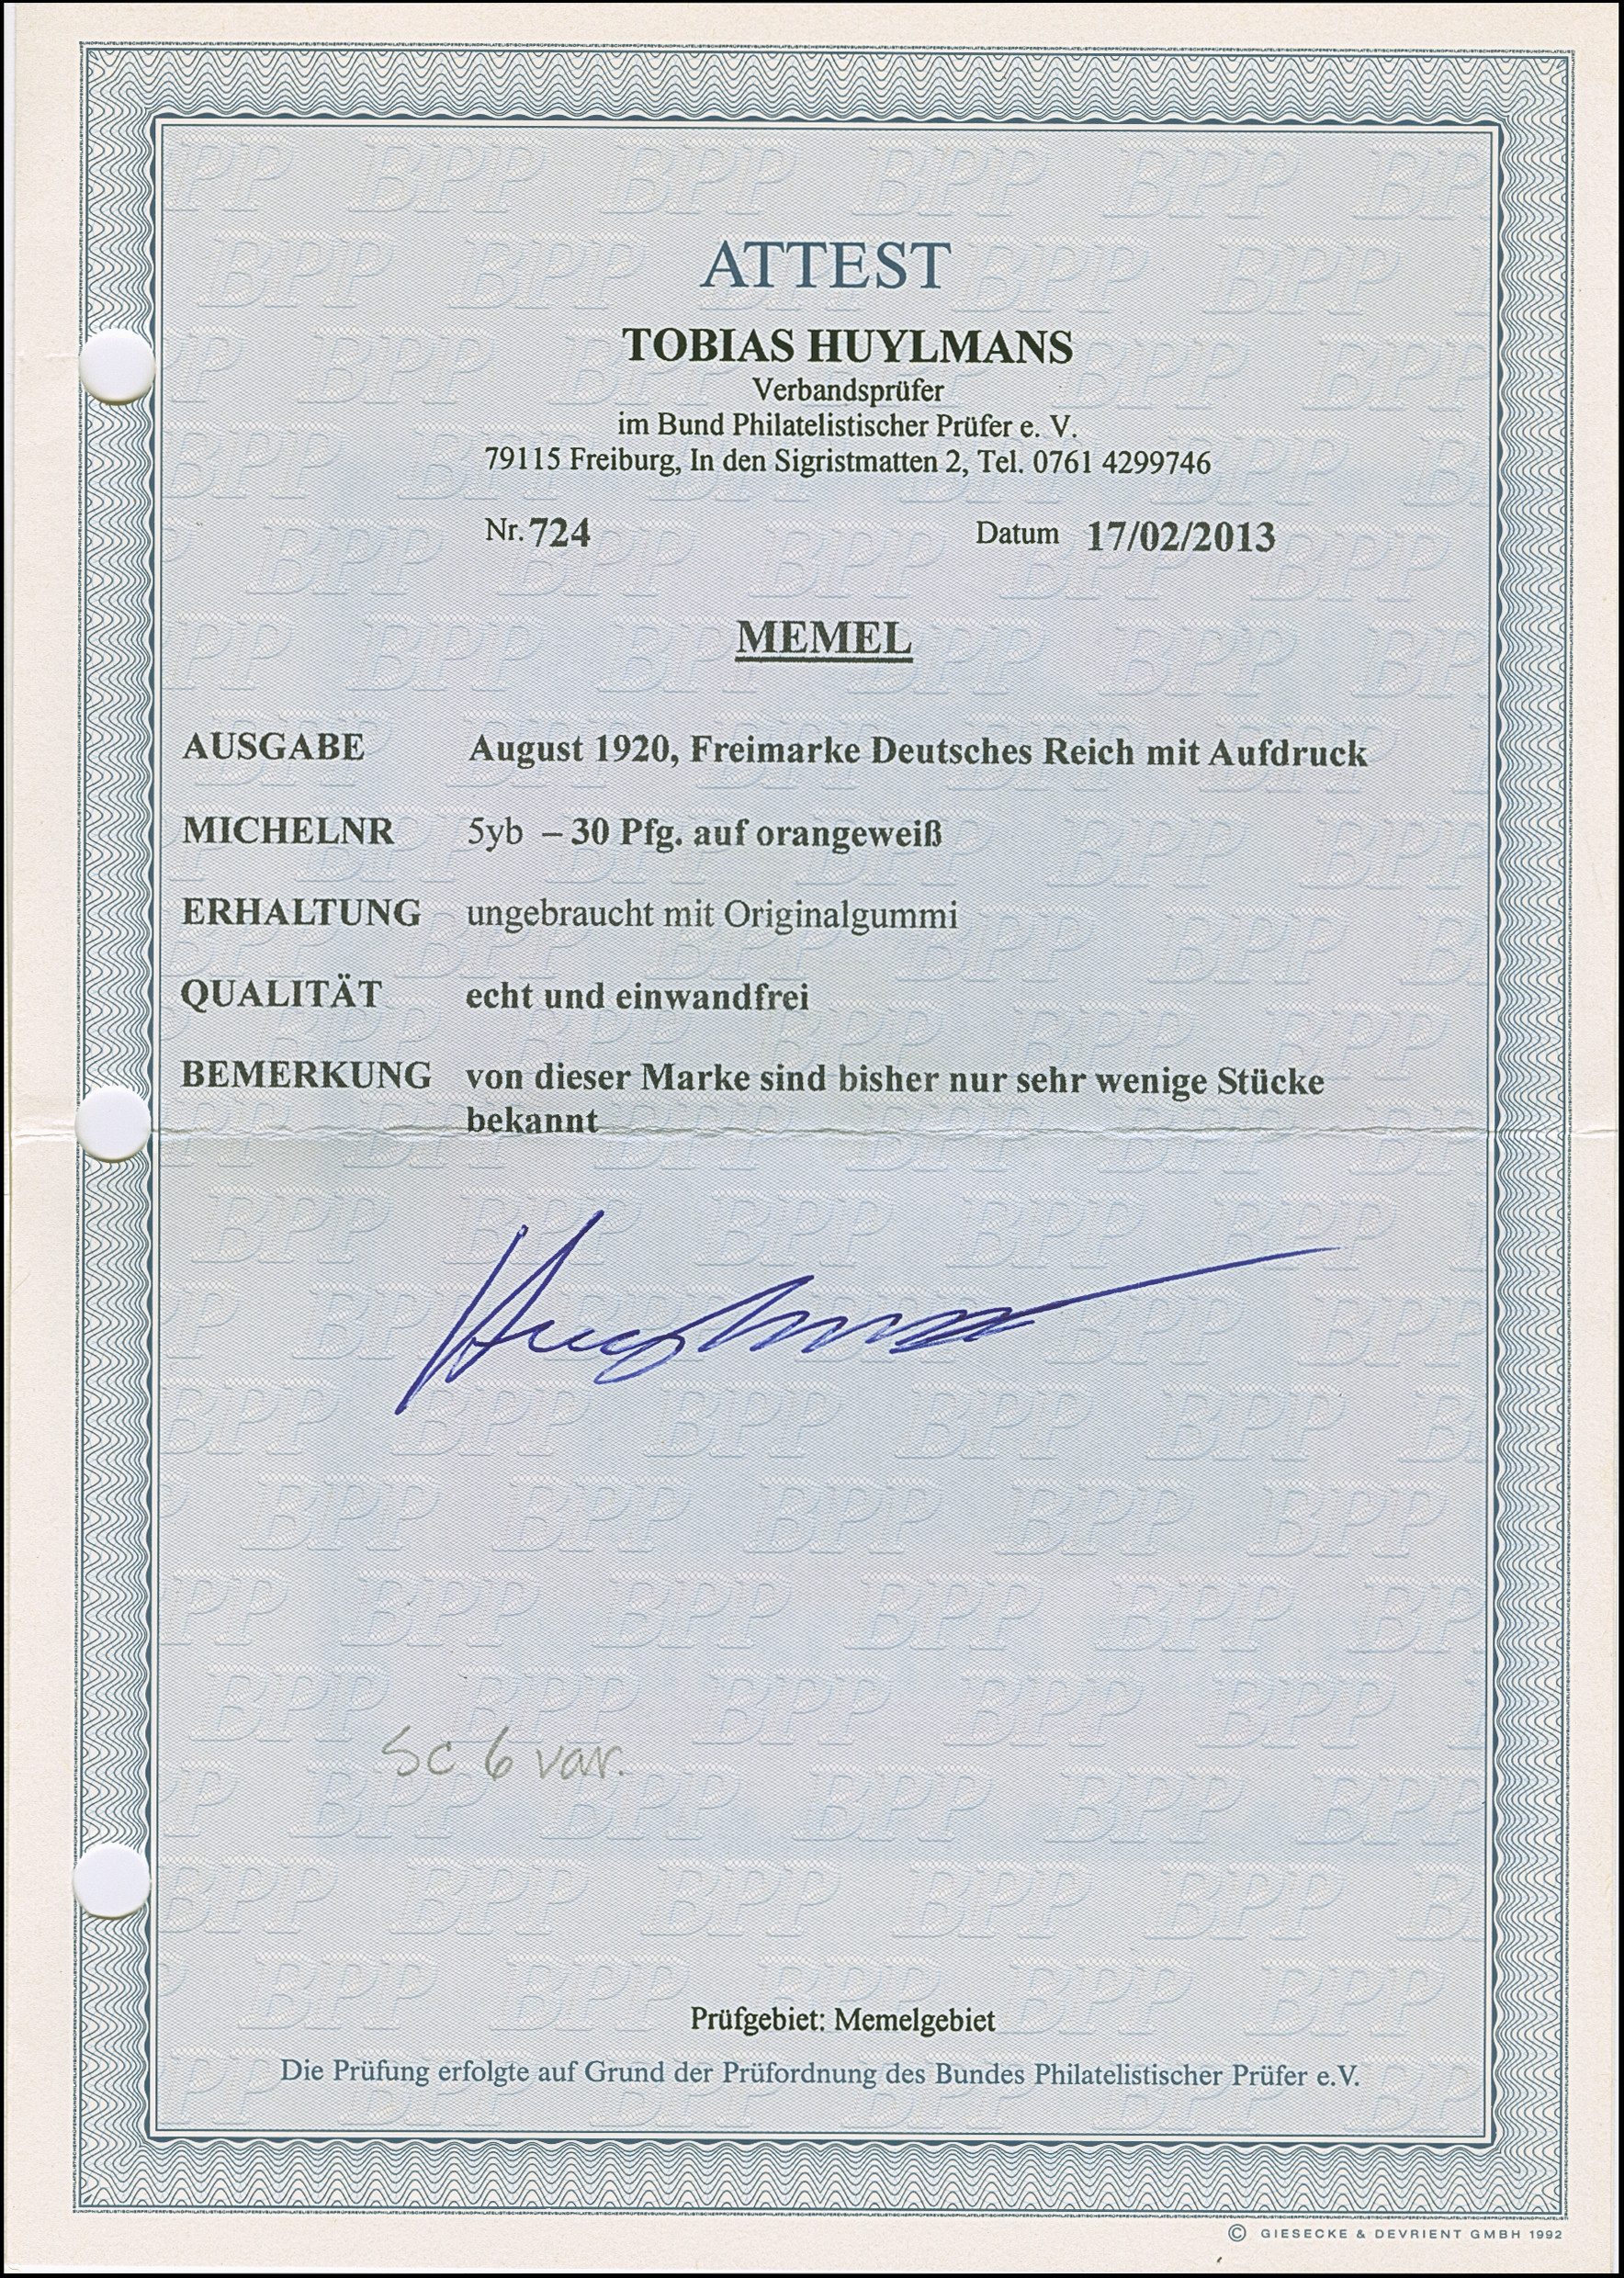 ATTEST
TOBIAS HUYLMANS
Verbandsprüfer
im Bund Philatelistischer Prüfer e. V.
79115 Freiburg, In den Sigristmatten 2, Tel. 0761 4299746
Nr. 724 Datum 17/02/2013
MEMEL
AUSGABE August 1920, Freimarke Deutsches Reich mit Aufdruck
MICHELNR 5yb – 30 Pfg. auf orangeweiß
ERHALTUNG ungebraucht mit Originalgummi
QUALITÄT echt und einwandfrei
BEMERKUNG von dieser Marke sind bisher nur sehr wenige Stücke
bekannt
Sc 6 var.
Prüfgebiet: Memelgebiet
Die Prüfung erfolgte auf Grund der Prüfordnung des Bundes Philatelistischer Prüfer e.V.
© GIESECKE & DEVRIENT GMBH 1992